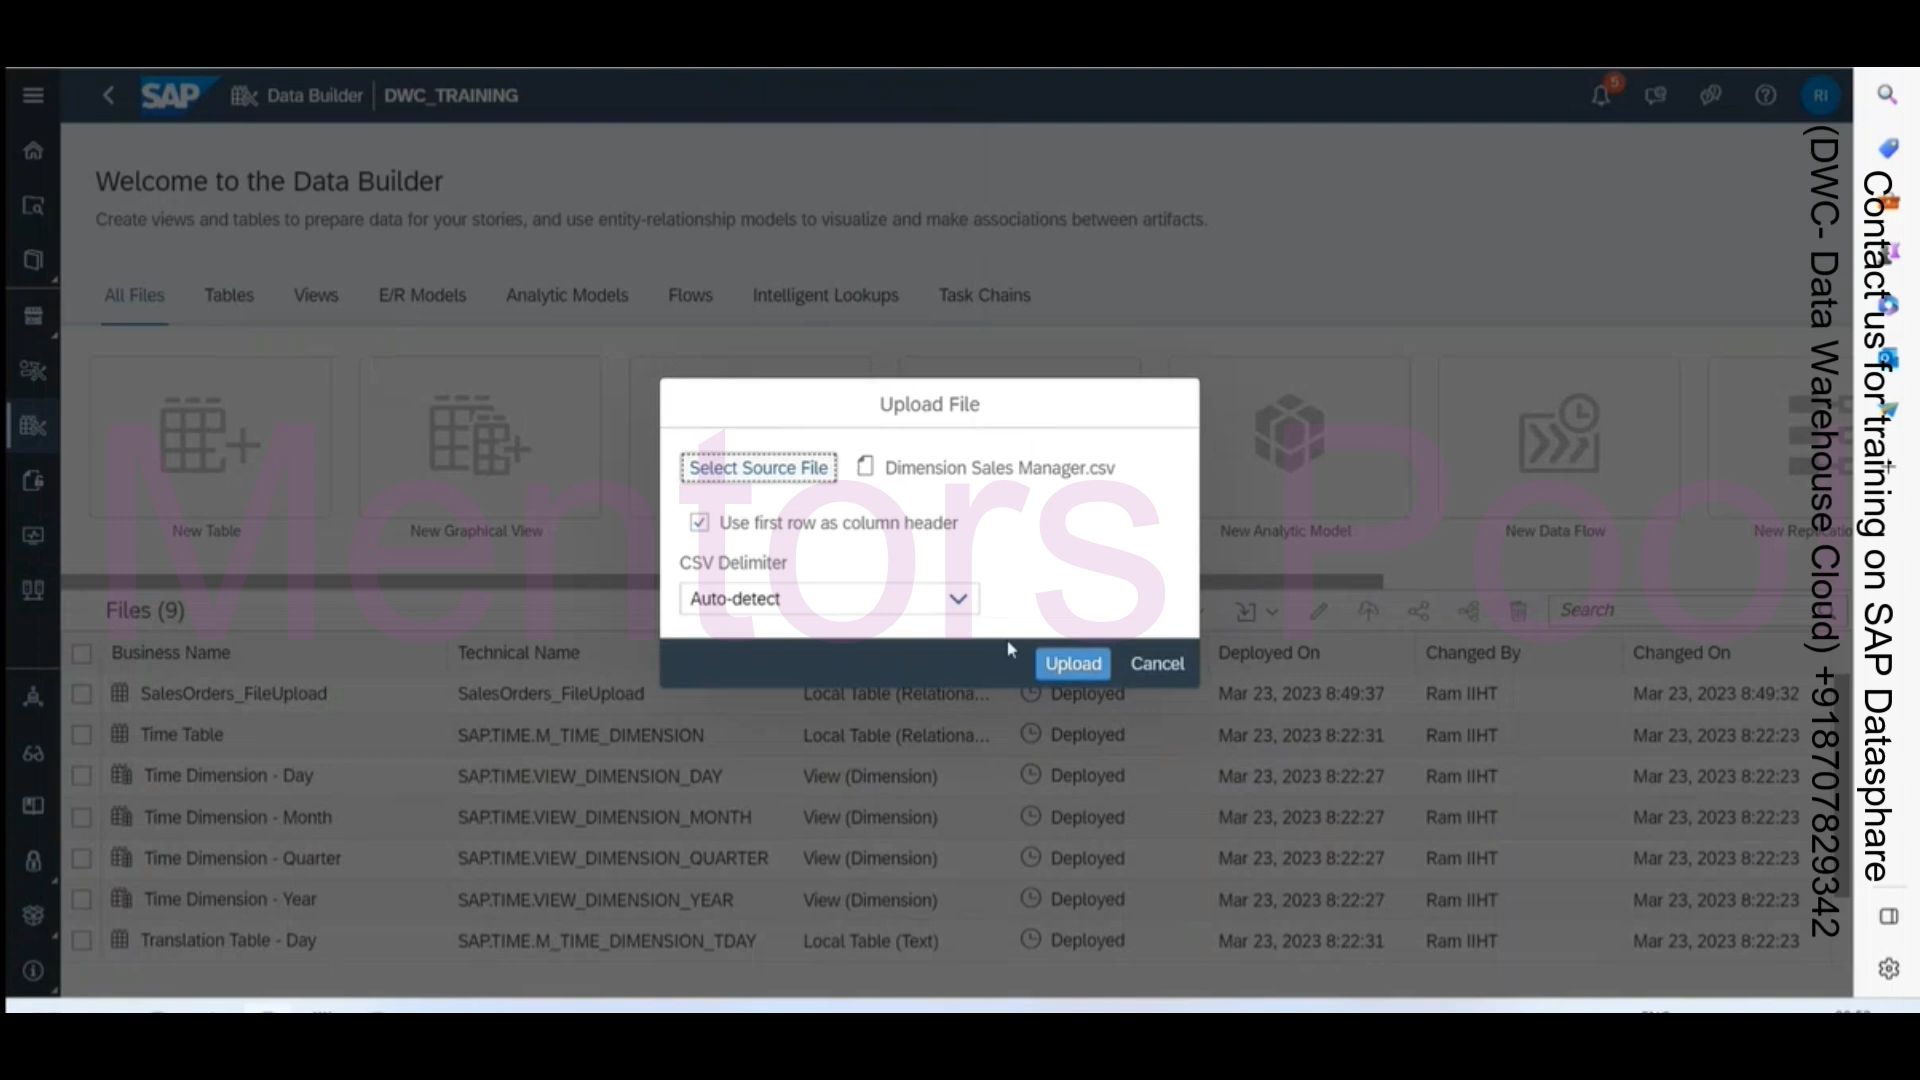 SAP Data Builder DWC_TRAINING
5
RI
Welcome to the Data Builder
Create views and tables to prepare data for your stories, and use entity-relationship models to visualize and make associations between artifacts.
All Files Tables Views E/R Models Analytic Models Flows Intelligent Lookups Task Chains
New Table New Graphical View New Analytic Model New Data Flow
Upload File
Select Source File Dimension Sales Manager.csv
Use first row as column header
CSV Delimiter
Auto-detect
Upload Cancel
Files (9) Search
Business Name Technical Name Deployed On Changed By Changed On
SalesOrders_FileUpload SalesOrders_FileUpload Local Table (Relationa... Deployed Mar 23, 2023 8:49:37 Ram IIHT Mar 23, 2023 8:49:32
Time Table SAP.TIME.M_TIME_DIMENSION Local Table (Relationa... Deployed Mar 23, 2023 8:22:31 Ram IIHT Mar 23, 2023 8:22:23
Time Dimension - Day SAP.TIME.VIEW_DIMENSION_DAY View (Dimension) Deployed Mar 23, 2023 8:22:27 Ram IIHT Mar 23, 2023 8:22:23
Time Dimension - Month SAP.TIME.VIEW_DIMENSION_MONTH View (Dimension) Deployed Mar 23, 2023 8:22:27 Ram IIHT Mar 23, 2023 8:22:23
Time Dimension - Quarter SAP.TIME.VIEW_DIMENSION_QUARTER View (Dimension) Deployed Mar 23, 2023 8:22:27 Ram IIHT Mar 23, 2023 8:22:23
Time Dimension - Year SAP.TIME.VIEW_DIMENSION_YEAR View (Dimension) Deployed Mar 23, 2023 8:22:27 Ram IIHT Mar 23, 2023 8:22:23
Translation Table - Day SAP.TIME.M_TIME_DIMENSION_TDAY Local Table (Text) Deployed Mar 23, 2023 8:22:31 Ram IIHT Mar 23, 2023 8:22:23
Mentors Pool
Contact us for training on SAP Datasphare
(DWC- Data Warehouse Cloud) +918707829342